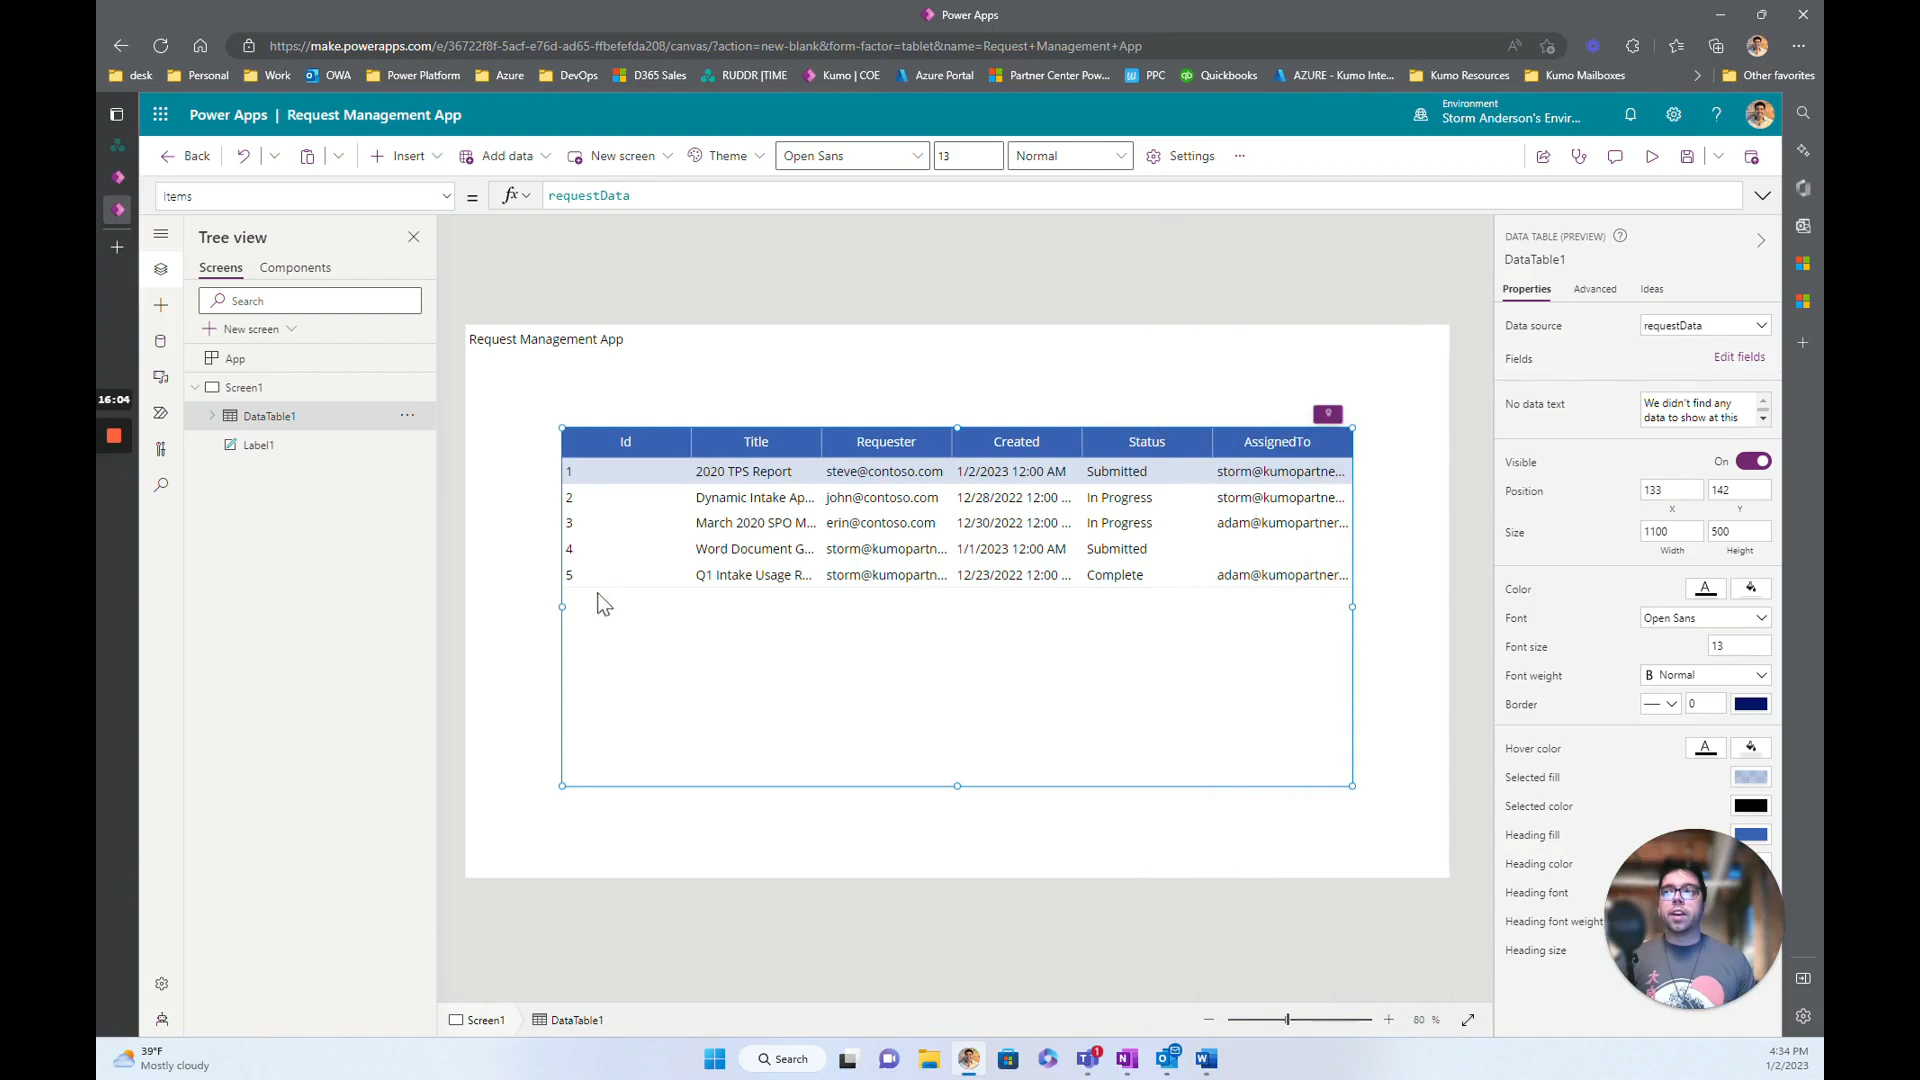 Power Apps
https://make.powerapps.com/e/36722f8f-5acf-e76d-ad65-ffbefefda208/canvas/?action=new-blank&form-factor=tablet&name=Request+Management+App
desk Personal Work OWA Power Platform Azure DevOps D365 Sales RUDDR |TIME Kumo | COE Azure Portal Partner Center Pow... PPC Quickbooks AZURE - Kumo Inte... Kumo Resources Kumo Mailboxes Other favorites
Power Apps | Request Management App
Environment
Storm Anderson's Envir...
Back Insert Add data New screen Theme Open Sans 13 Normal Settings
Items = fx requestData
Tree view
Screens Components
Search
New screen
App
Screen1
DataTable1
Label1
16:04
Request Management App
Id Title Requester Created Status AssignedTo
1 2020 TPS Report steve@contoso.com 1/2/2023 12:00 AM Submitted storm@kumopartne...
2 Dynamic Intake Ap... john@contoso.com 12/28/2022 12:00 ... In Progress storm@kumopartne...
3 March 2020 SPO M... erin@contoso.com 12/30/2022 12:00 ... In Progress adam@kumopartner...
4 Word Document G... storm@kumopartn... 1/1/2023 12:00 AM Submitted
5 Q1 Intake Usage R... storm@kumopartn... 12/23/2022 12:00 ... Complete adam@kumopartner...
DATA TABLE (PREVIEW)
DataTable1
Properties Advanced Ideas
Data source requestData
Fields Edit fields
No data text We didn't find any
data to show at this
Visible On
Position 133 142
X Y
Size 1100 500
Width Height
Color
Font Open Sans
Font size 13
Font weight B Normal
Border 0
Hover color
Selected fill
Selected color
Heading fill
Heading color
Heading font
Heading font weight
Heading size
Screen1 DataTable1
80 %
39°F
Mostly cloudy
Search
1
4:34 PM
1/2/2023